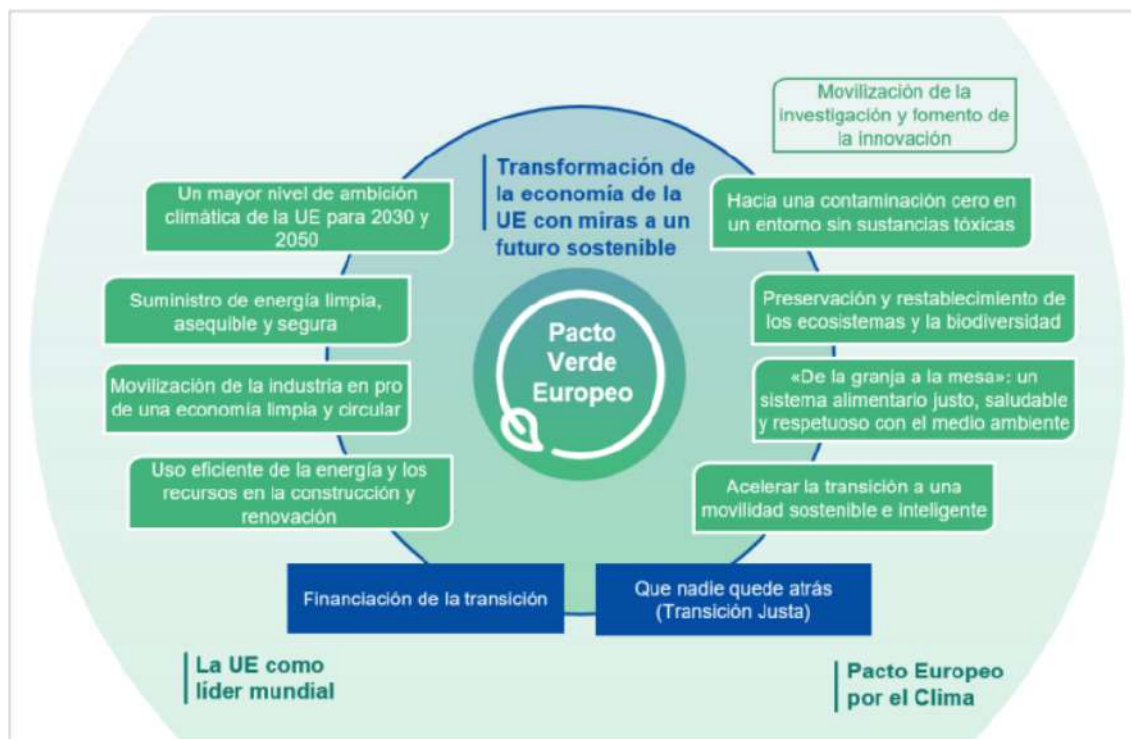 Movilización de la
investigación y fomento de
la innovación
Transformación de
la economía de la
UE con miras a un
futuro sostenible
Un mayor nivel de ambición
climática de la UE para 2030 y
2050
Hacia una contaminación cero en
un entorno sin sustancias tóxicas
Suministro de energía limpia,
asequible y segura
Preservación y restablecimiento de
los ecosistemas y la biodiversidad
Pacto
Verde
Europeo
Movilización de la industria en pro
de una economía limpia y circular
«De la granja a la mesa»: un
sistema alimentario justo, saludable
y respetuoso con el medio ambiente
Uso eficiente de la energía y los
recursos en la construcción y
renovación
Acelerar la transición a una
movilidad sostenible e inteligente
Financiación de la transición
Que nadie quede atrás
(Transición Justa)
La UE como
líder mundial
Pacto Europeo
por el Clima